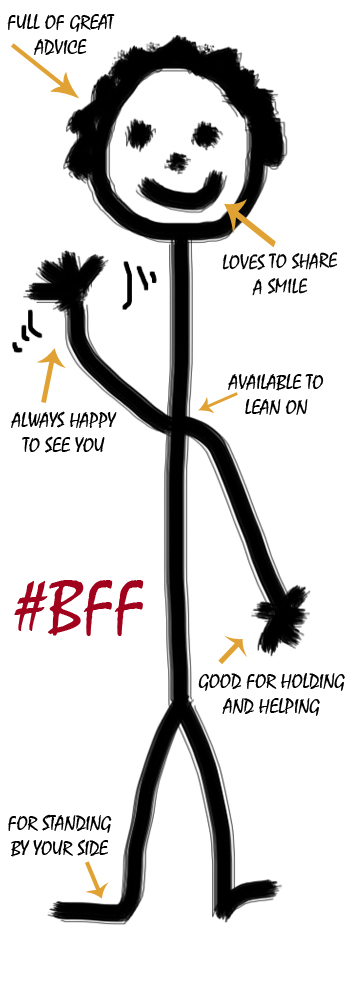 FULL OF GREAT
ADVICE
LOVES TO SHARE
A SMILE
AVAILABLE TO
LEAN ON
ALWAYS HAPPY
TO SEE YOU
#BFF
GOOD FOR HOLDING
AND HELPING
FOR STANDING
BY YOUR SIDE